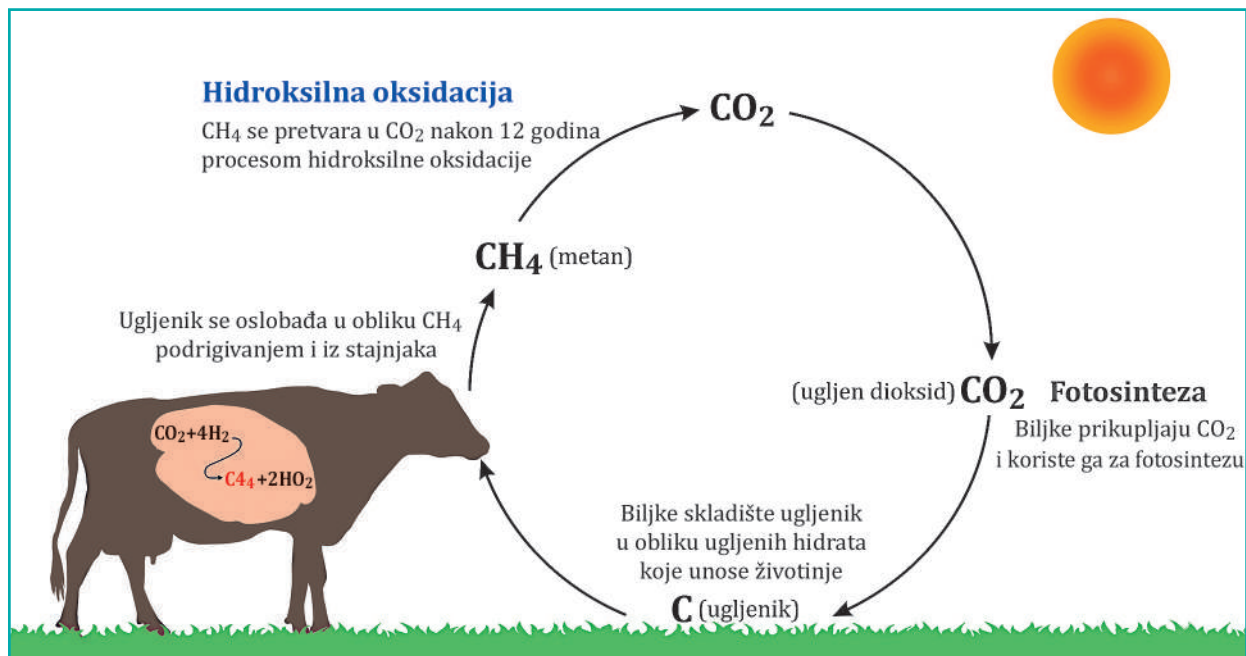 Hidroksilna oksidacija
CH₄ se pretvara u CO₂ nakon 12 godina
procesom hidroksilne oksidacije
CO₂
CH₄ (metan)
Ugljenik se oslobađa u obliku CH₄
podrigivanjem i iz stajnjaka
(ugljen dioksid) CO₂ Fotosinteza
Biljke prikupljaju CO₂
i koriste ga za fotosintezu
CO₂+4H₂
C4₄+2HO₂
Biljke skladište ugljenik
u obliku ugljenih hidrata
koje unose životinje
C (ugljenik)